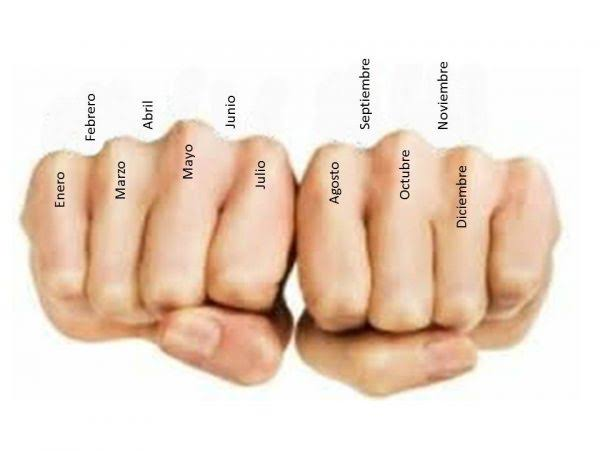 Enero
Febrero
Marzo
Abril
Mayo
Junio
Julio
Agosto
Septiembre
Octubre
Noviembre
Diciembre